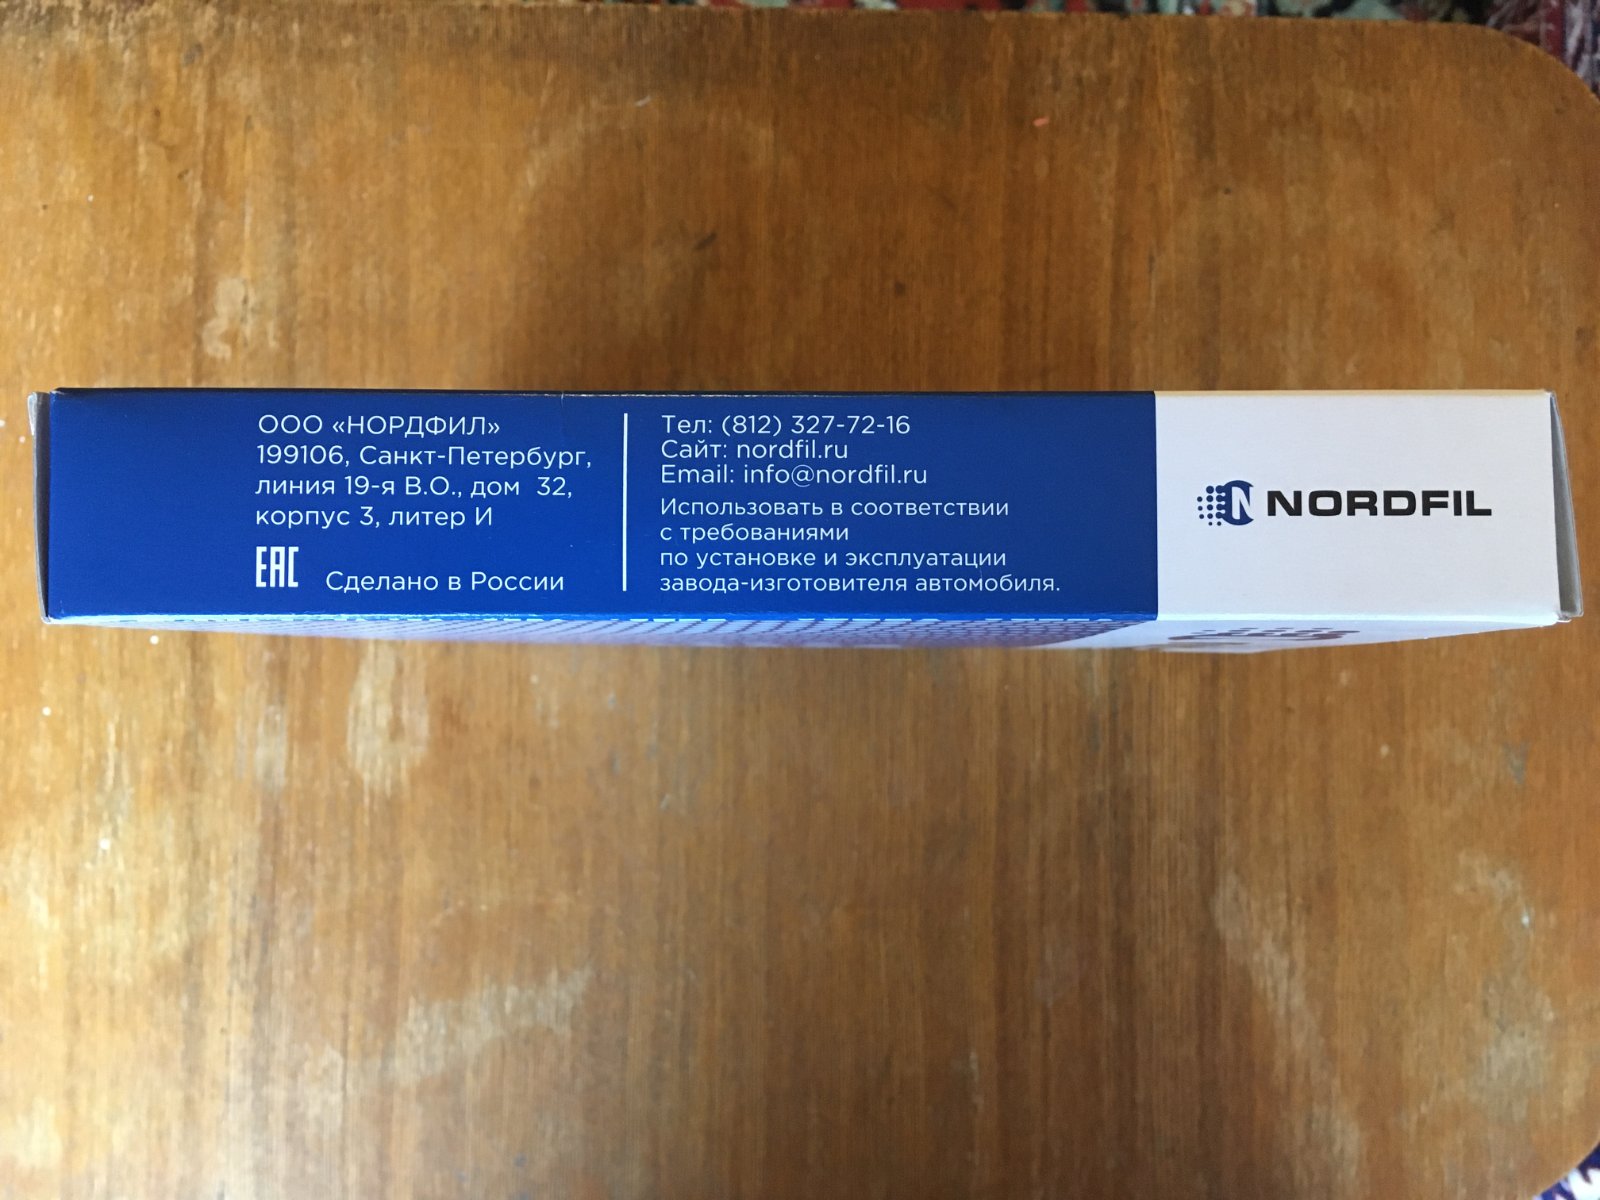 ООО «НОРДФИЛ»
199106, Санкт-Петербург,
линия 19-я В.О., дом 32,
корпус 3, литер И
EAC
Сделано в России
Тел: (812) 327-72-16
Сайт: nordfil.ru
Email: info@nordfil.ru
Использовать в соответствии
с требованиями
по установке и эксплуатации
завода-изготовителя автомобиля.
N NORDFIL